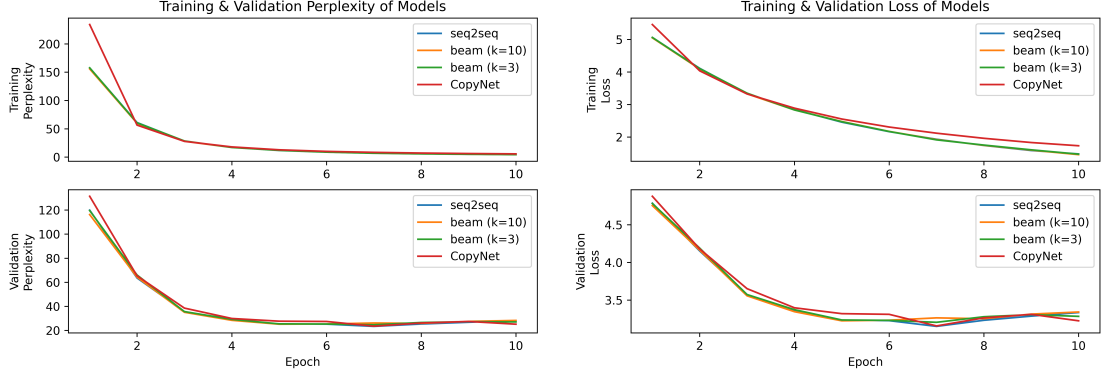 Training & Validation Perplexity of Models
Training
Perplexity
200
150
100
50
0
2
4
6
8
10
seq2seq
beam (k=10)
beam (k=3)
CopyNet
Training & Validation Loss of Models
Training
Loss
5
4
3
2
2
4
6
8
10
seq2seq
beam (k=10)
beam (k=3)
CopyNet
Validation
Perplexity
120
100
80
60
40
20
2
4
6
8
10
Epoch
seq2seq
beam (k=10)
beam (k=3)
CopyNet
Validation
Loss
4.5
4.0
3.5
2
4
6
8
10
Epoch
seq2seq
beam (k=10)
beam (k=3)
CopyNet